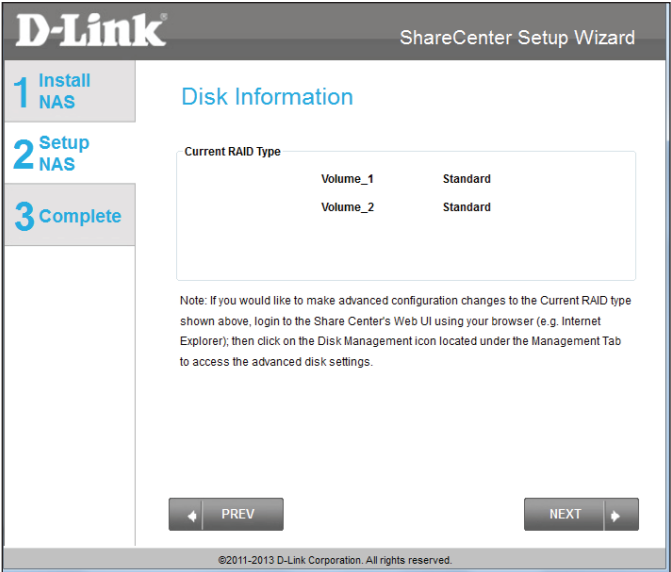 D-Link®
ShareCenter Setup Wizard
1 Install
NAS
2 Setup
NAS
3 Complete
Disk Information
Current RAID Type
Volume_1 Standard
Volume_2 Standard
Note: If you would like to make advanced configuration changes to the Current RAID type
shown above, login to the Share Center's Web UI using your browser (e.g. Internet
Explorer); then click on the Disk Management icon located under the Management Tab
to access the advanced disk settings.
PREV
NEXT
©2011-2013 D-Link Corporation. All rights reserved.